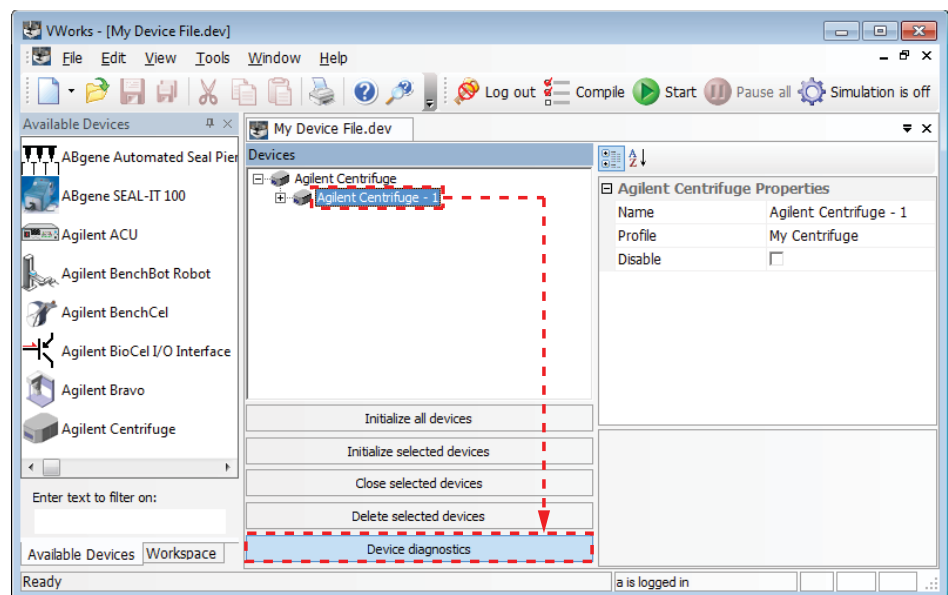 VWorks - [My Device File.dev]
File Edit View Tools Window Help
Log out Compile Start Pause all Simulation is off
Available Devices
ABgene Automated Seal Pier
ABgene SEAL-IT 100
Agilent ACU
Agilent BenchBot Robot
Agilent BenchCel
Agilent BioCel I/O Interface
Agilent Bravo
Agilent Centrifuge
Enter text to filter on:
Available Devices Workspace
My Device File.dev
Devices
Agilent Centrifuge
Agilent Centrifuge - 1
Initialize all devices
Initialize selected devices
Close selected devices
Delete selected devices
Device diagnostics
Agilent Centrifuge Properties
Name Agilent Centrifuge - 1
Profile My Centrifuge
Disable
Ready a is logged in